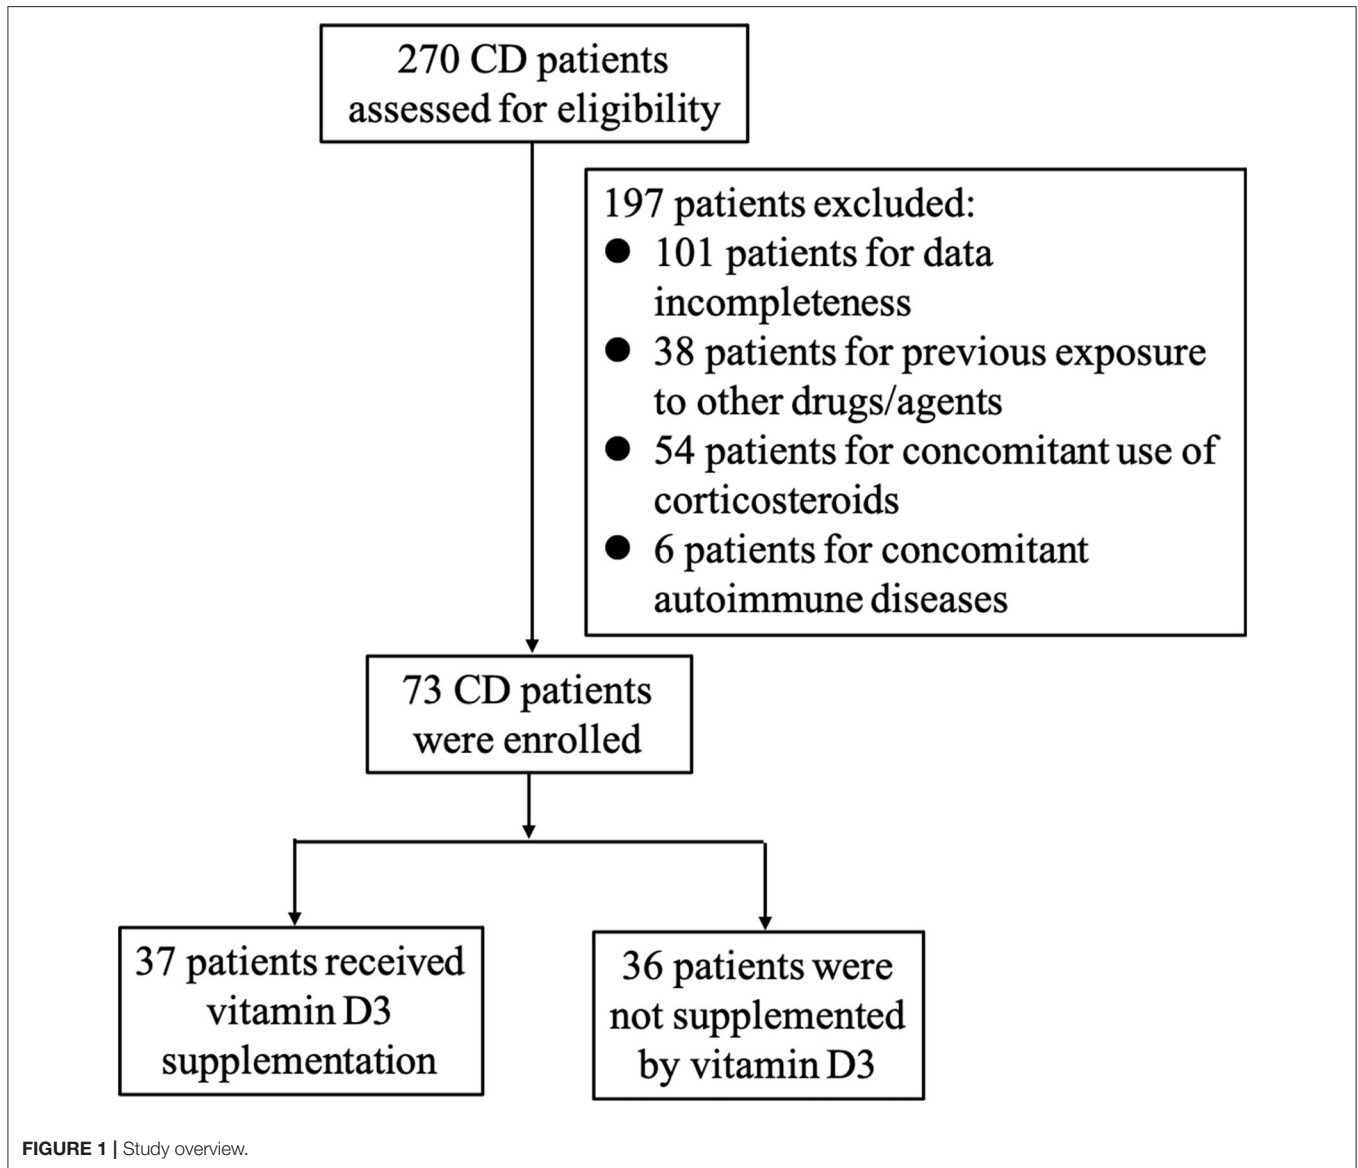 270 CD patients
assessed for eligibility
197 patients excluded:
● 101 patients for data
incompleteness
● 38 patients for previous exposure
to other drugs/agents
● 54 patients for concomitant use of
corticosteroids
● 6 patients for concomitant
autoimmune diseases
73 CD patients
were enrolled
37 patients received
vitamin D3
supplementation
36 patients were
not supplemented
by vitamin D3
FIGURE 1 | Study overview.